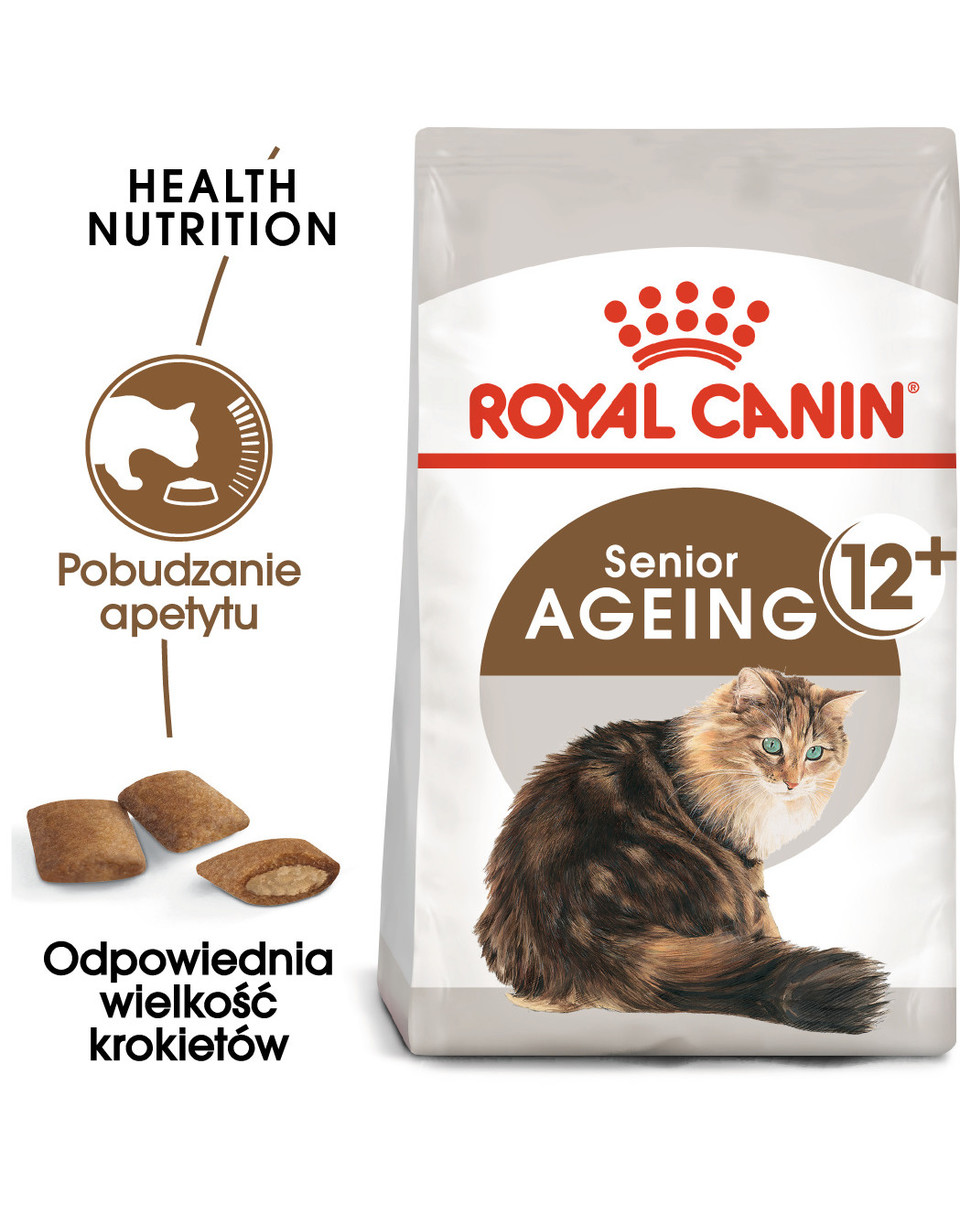 HEALTH
NUTRITION
Pobudzanie
apetytu
Odpowiednia
wielkość
krokietów
ROYAL CANIN®
Senior
AGEING 12+